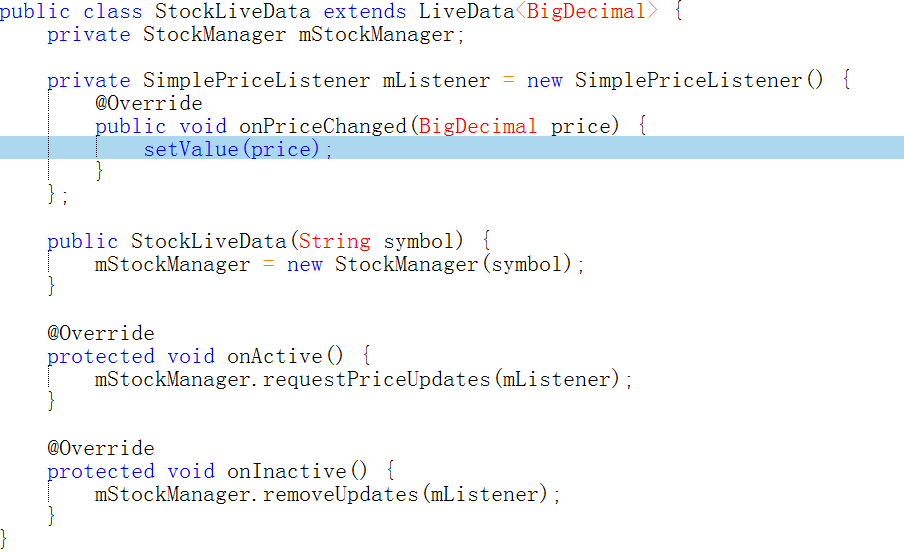 public class StockLiveData extends LiveData<BigDecimal> {
    private StockManager mStockManager;

    private SimplePriceListener mListener = new SimplePriceListener() {
        @Override
        public void onPriceChanged(BigDecimal price) {
            setValue(price);
        }
    };

    public StockLiveData(String symbol) {
        mStockManager = new StockManager(symbol);
    }

    @Override
    protected void onActive() {
        mStockManager.requestPriceUpdates(mListener);
    }

    @Override
    protected void onInactive() {
        mStockManager.removeUpdates(mListener);
    }
}